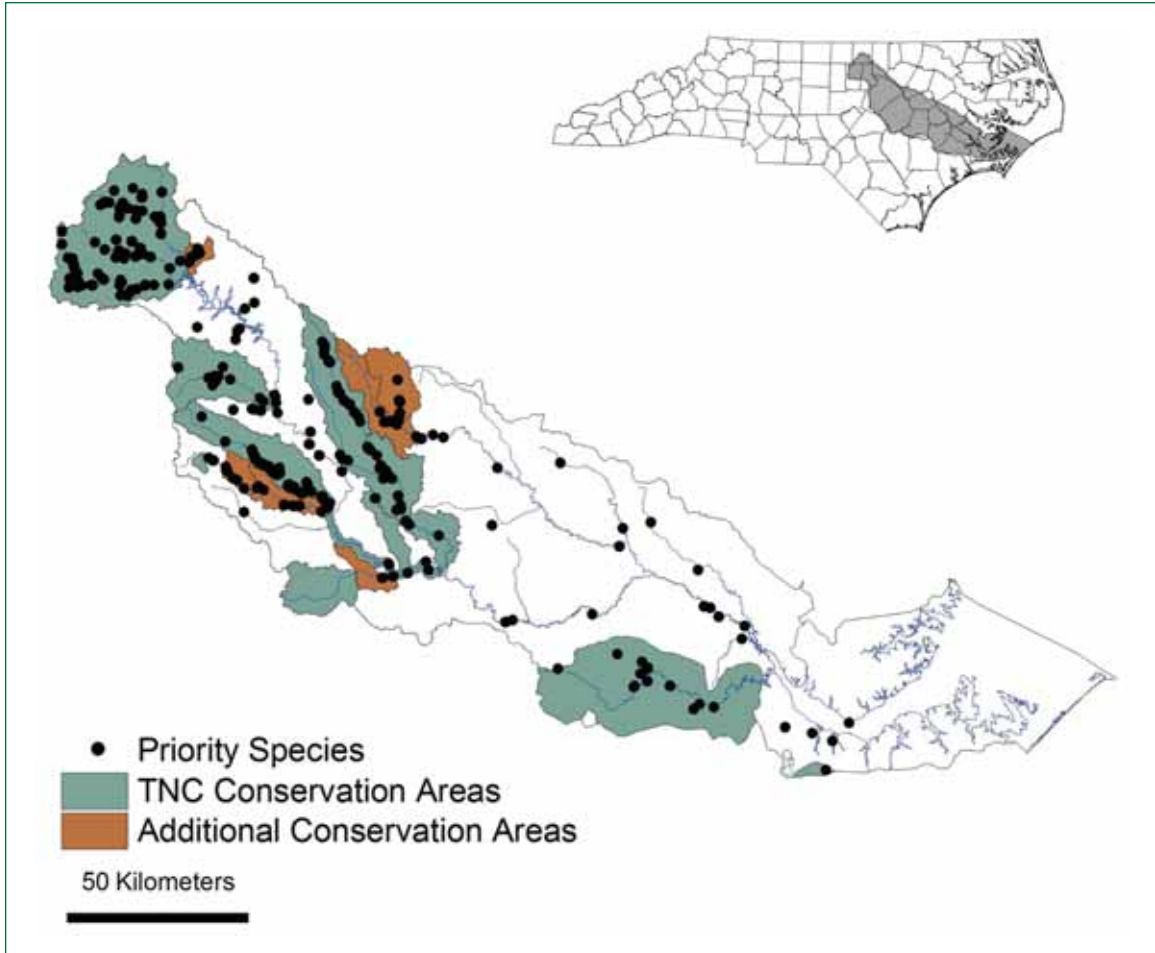 Priority Species
TNC Conservation Areas
Additional Conservation Areas
50 Kilometers